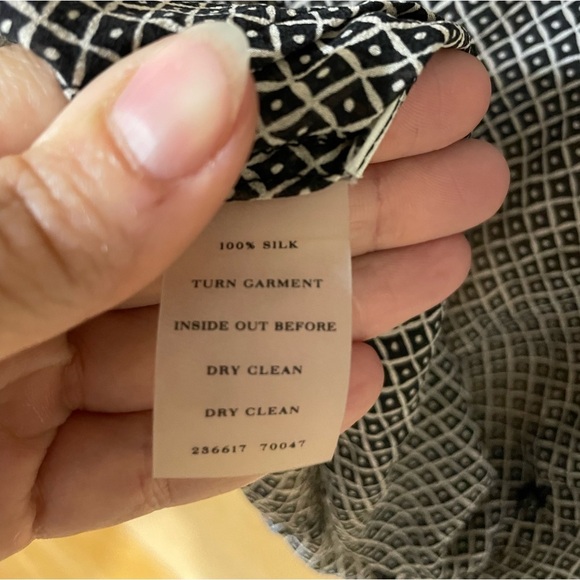 100% SILK
TURN GARMENT
INSIDE OUT BEFORE
DRY CLEAN
DRY CLEAN
236617 70047